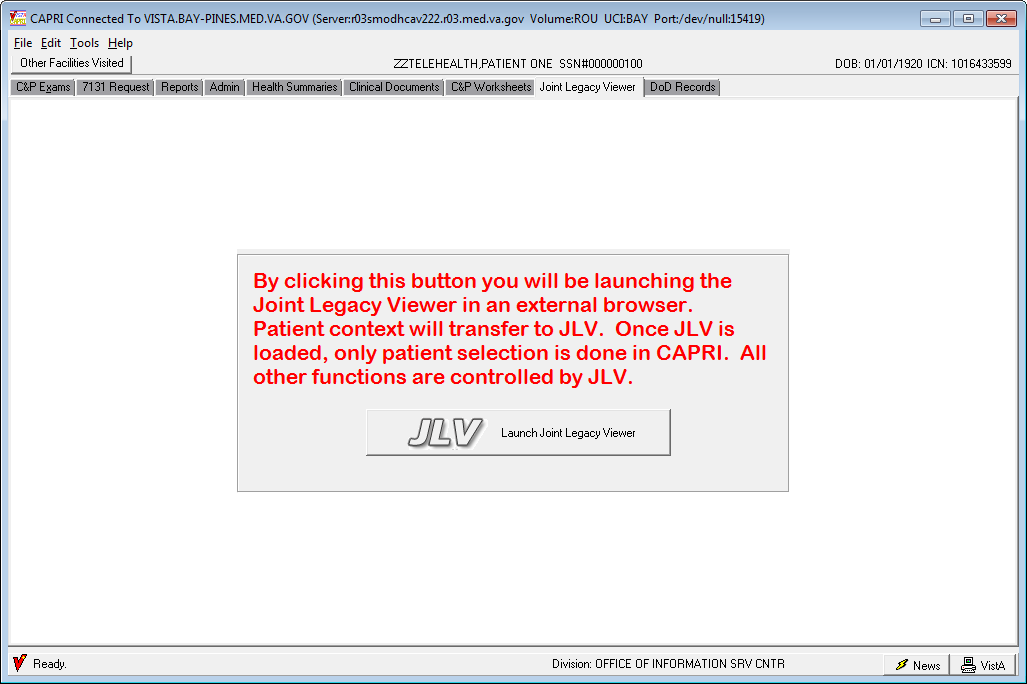 CAPRI Connected To VISTA.BAY-PINES.MED.VA.GOV (Server:r03smodhcav222.r03.med.va.gov Volume:ROU UCI:BAY Port:/dev/null:15419)
File Edit Tools Help
Other Facilities Visited ZZTELEHEALTH,PATIENT ONE SSN#000000100 DOB: 01/01/1920 ICN: 1016433599
C&P Exams 7131 Request Reports Admin Health Summaries Clinical Documents C&P Worksheets Joint Legacy Viewer DoD Records
By clicking this button you will be launching the
Joint Legacy Viewer in an external browser.
Patient context will transfer to JLV. Once JLV is
loaded, only patient selection is done in CAPRI. All
other functions are controlled by JLV.
JLV Launch Joint Legacy Viewer
Ready. Division: OFFICE OF INFORMATION SRV CNTR News VistA